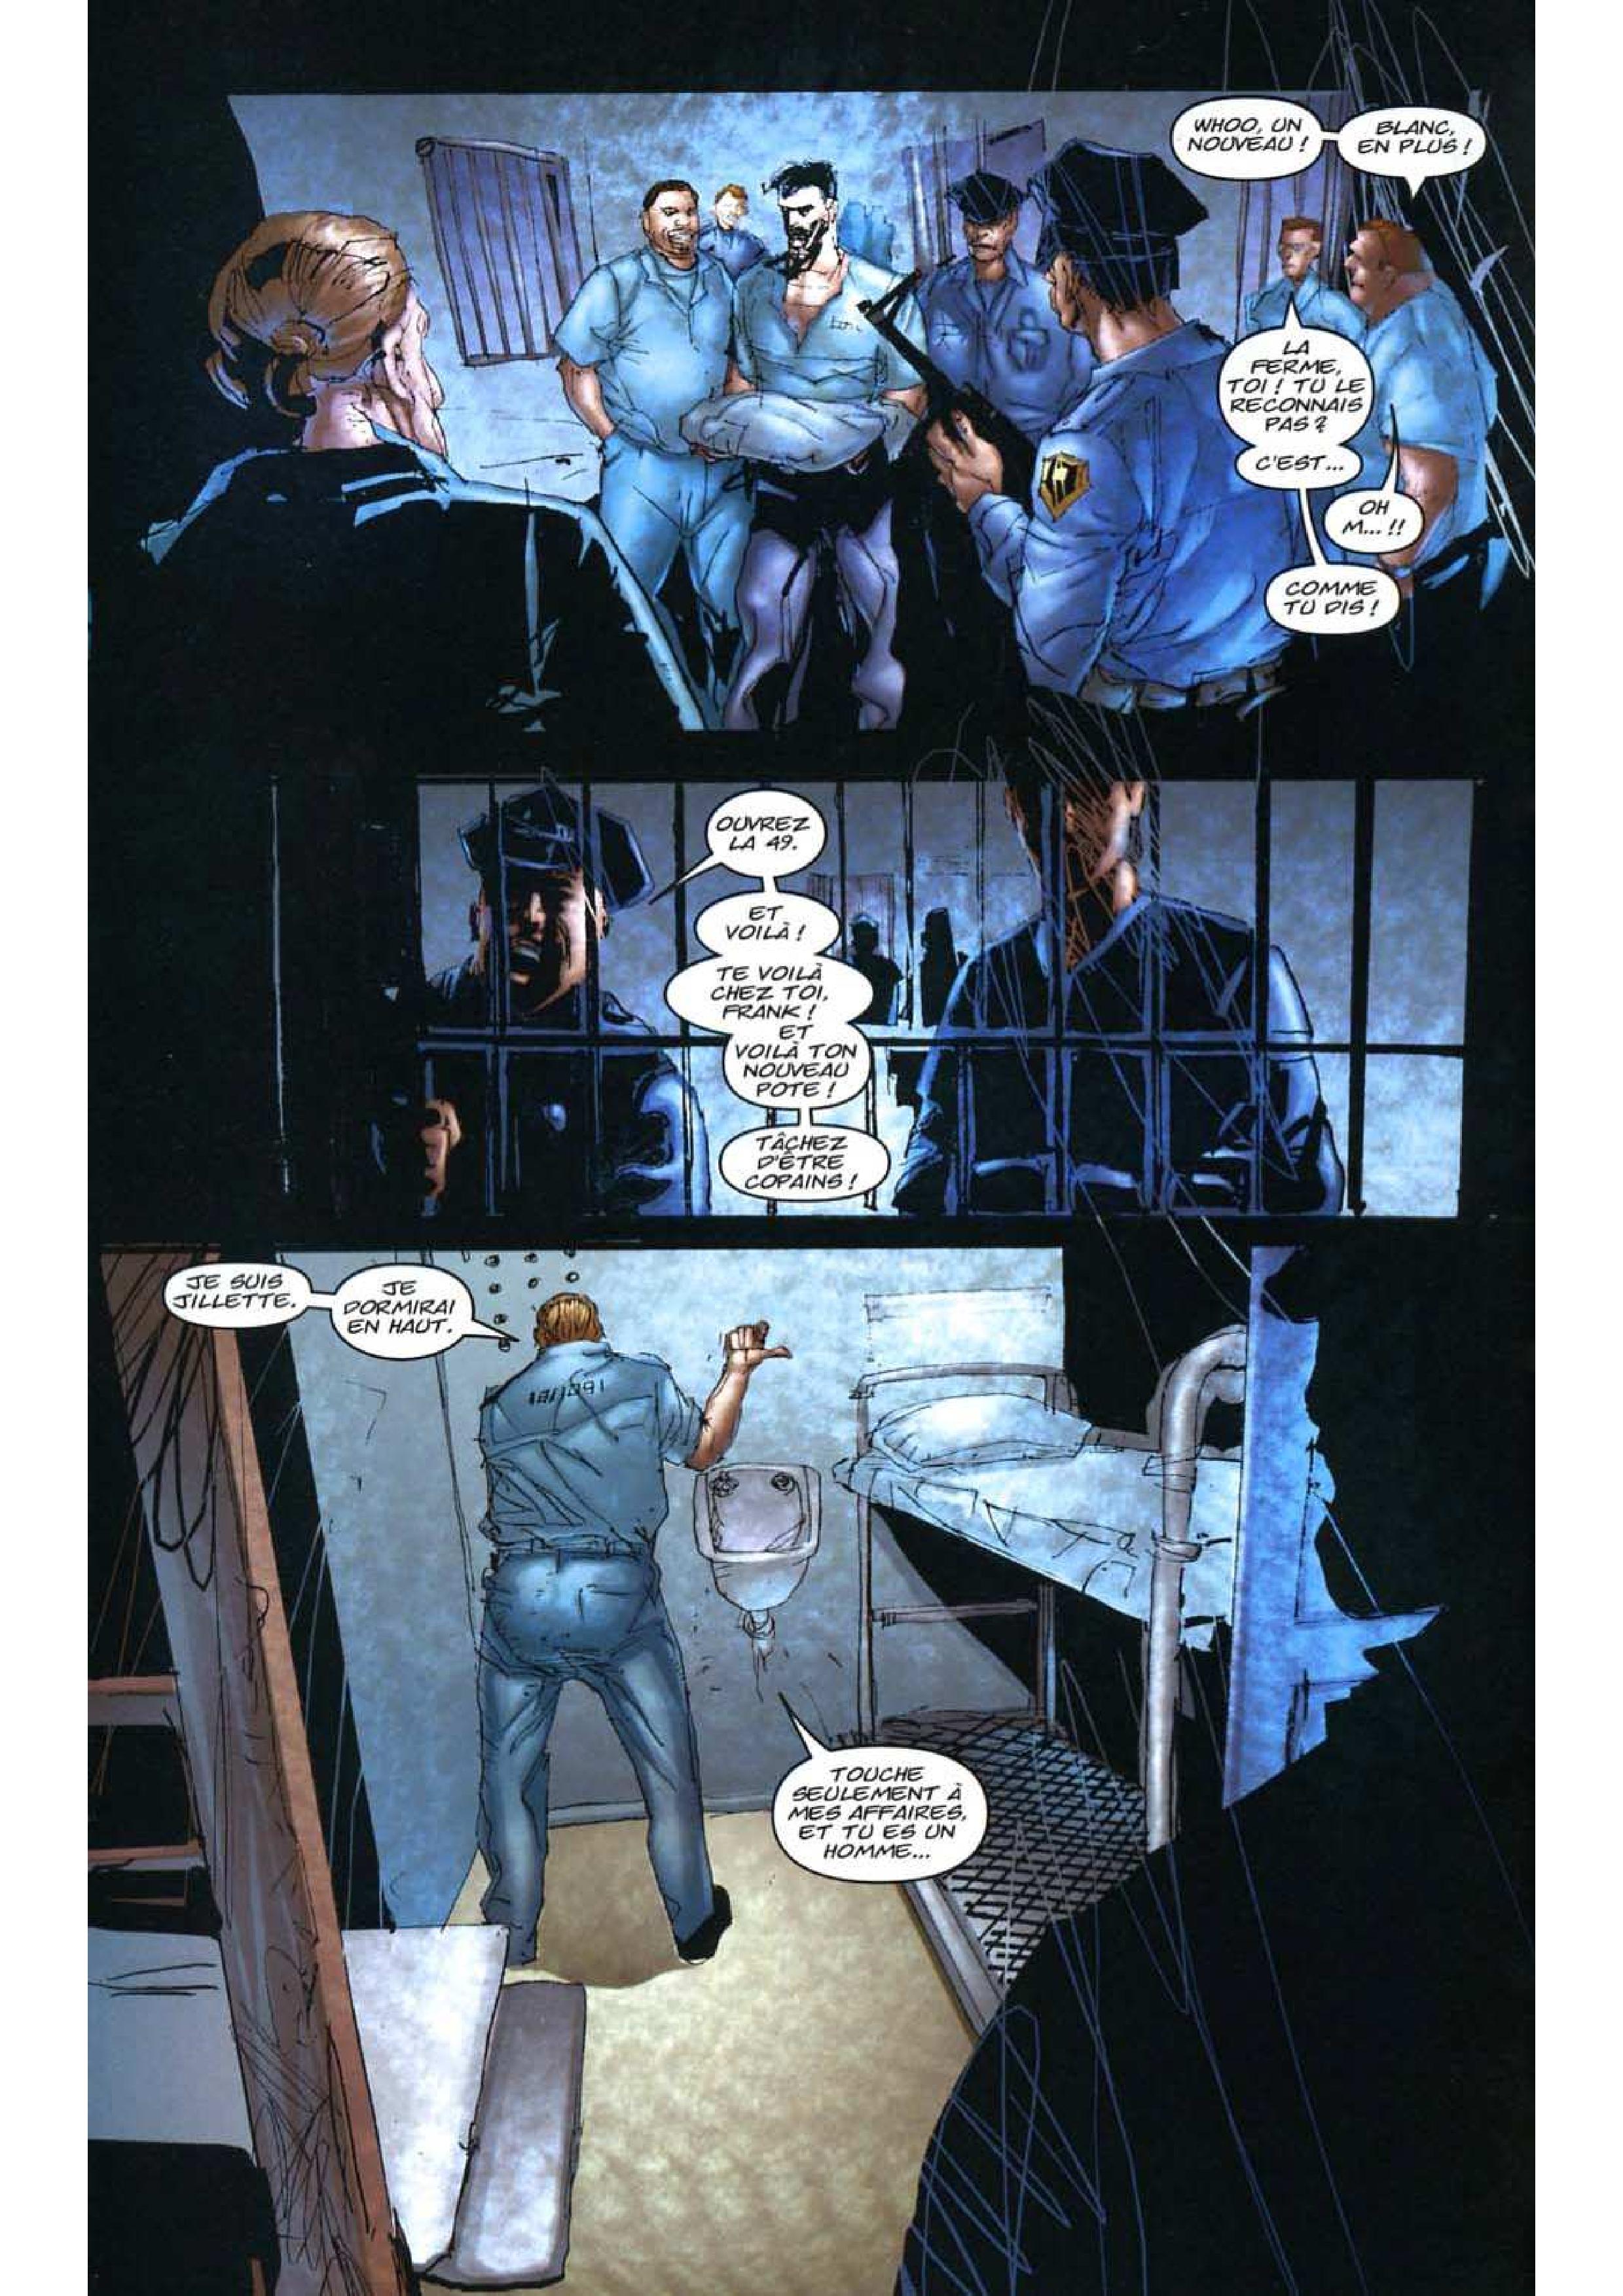 WHOO, UN
NOUVEAU !
BLANC,
EN PLUS !
LA
FERME,
TOI ! TU LE
RECONNAIS
PAS ?
C'EST...
OH
M... !!
COMME
TU DIS !
OUVREZ
LA 49.
ET
VOILÀ !
TE VOILÀ
CHEZ TOI,
FRANK !
ET
VOILÀ TON
NOUVEAU
POTE !
TÂCHEZ
D'ÊTRE
COPAINS !
JE SUIS
JILLETTE.
JE
DORMIRAI
EN HAUT.
TOUCHE
SEULEMENT À
MES AFFAIRES,
ET TU ES UN
HOMME...